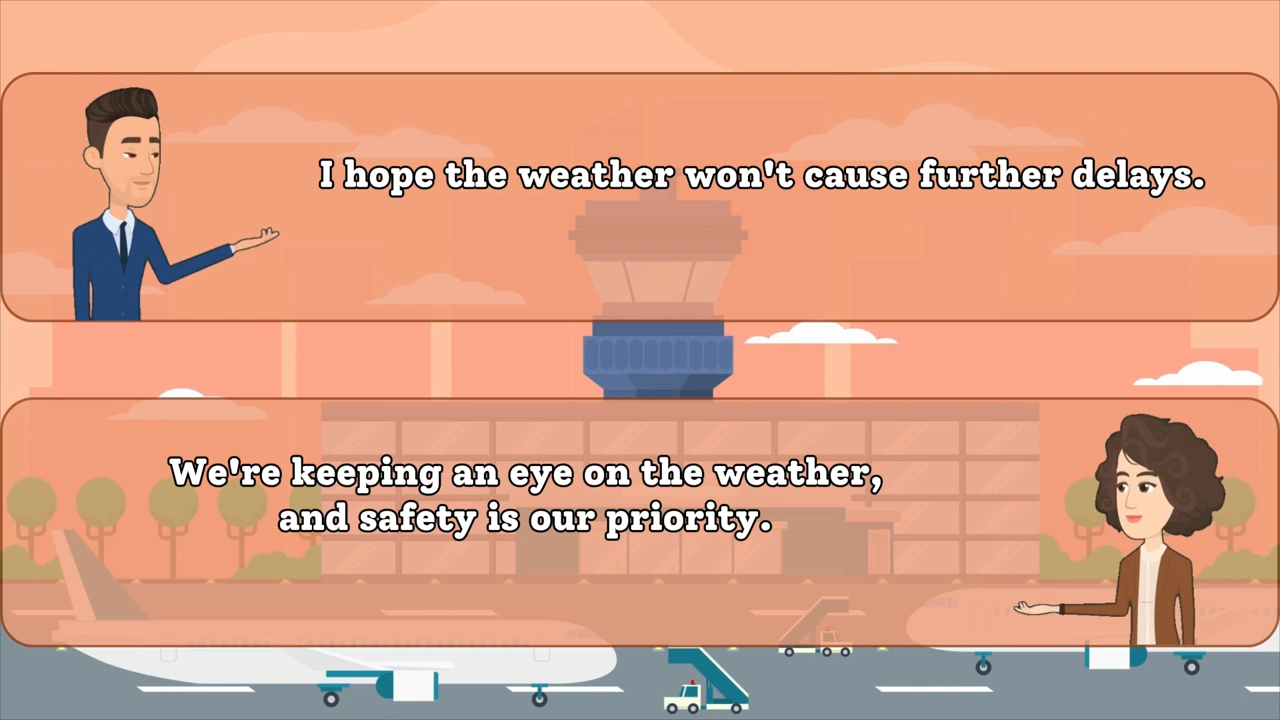 I hope the weather won't cause further delays.
We're keeping an eye on the weather,
and safety is our priority.